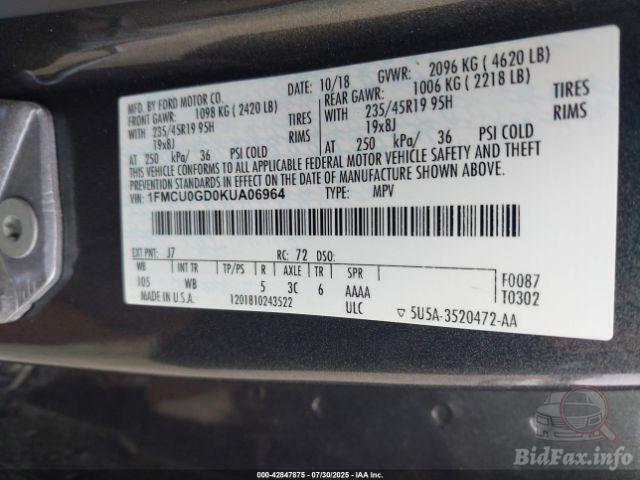 MFD. BY FORD MOTOR CO.
DATE: 10/18 GVWR: 2096 KG ( 4620 LB)
FRONT GAWR: 1098 KG ( 2420 LB)
REAR GAWR: 1006 KG ( 2218 LB)
WITH 235/45R19 95H TIRES
WITH 235/45R19 95H TIRES
19x8J RIMS
19x8J RIMS
AT 250 kPa/ 36 PSI COLD
AT 250 kPa/ 36 PSI COLD
THIS VEHICLE CONFORMS TO ALL APPLICABLE FEDERAL MOTOR VEHICLE SAFETY AND THEFT
PREVENTION STANDARDS IN EFFECT ON THE DATE OF MANUFACTURE SHOWN ABOVE.
VIN: 1FMCU0GD0KUA06964 TYPE: MPV
EXT PNT: J7 RC: 72 DSO:
WB INT TR TP/PS R AXLE TR SPR
105 WB 5 3C 6 AAAA
F0087
T0302
MADE IN U.S.A. 1201810243522 ULC
▽ 5U5A-3520472-AA
BidFax.info
000-42847875 - 07/30/2025 - IAA Inc.